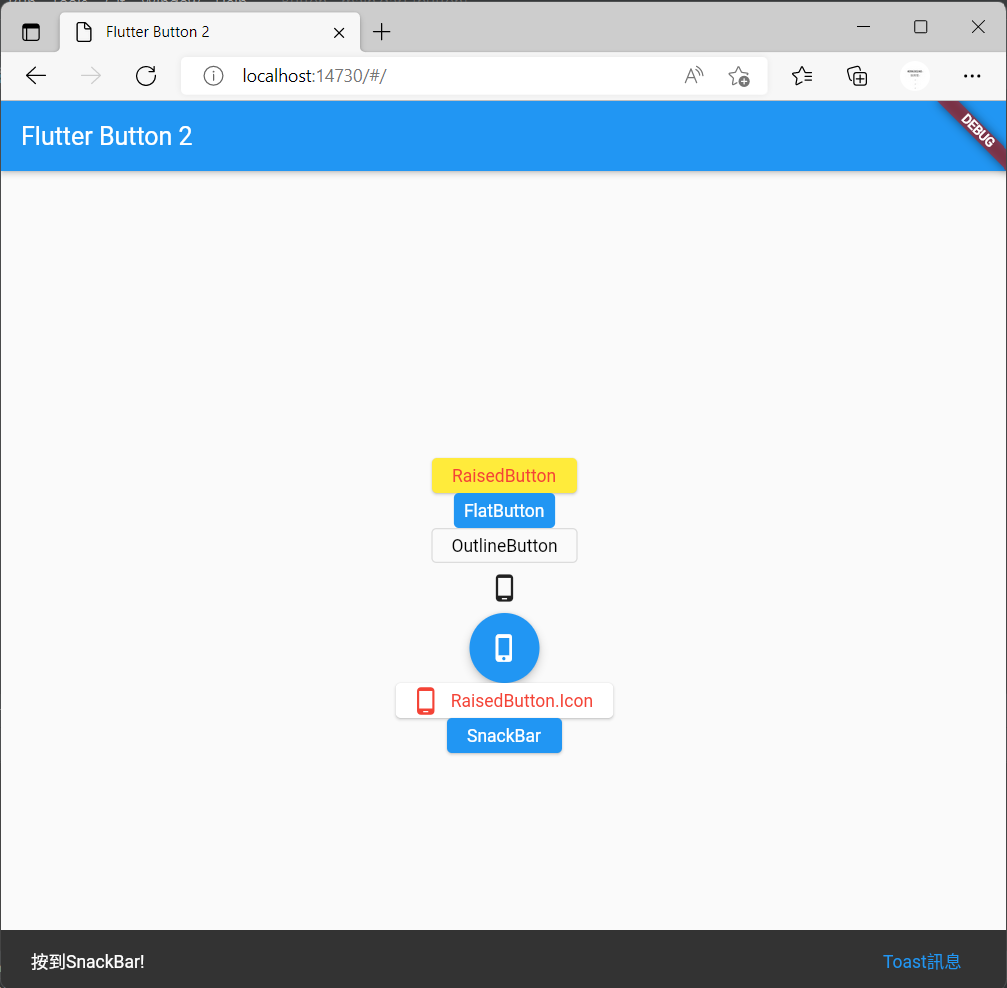 Flutter Button 2
localhost:14730/#/
Flutter Button 2
DEBUG
RaisedButton
FlatButton
OutlineButton
RaisedButton.Icon
SnackBar
按到SnackBar!
Toast訊息